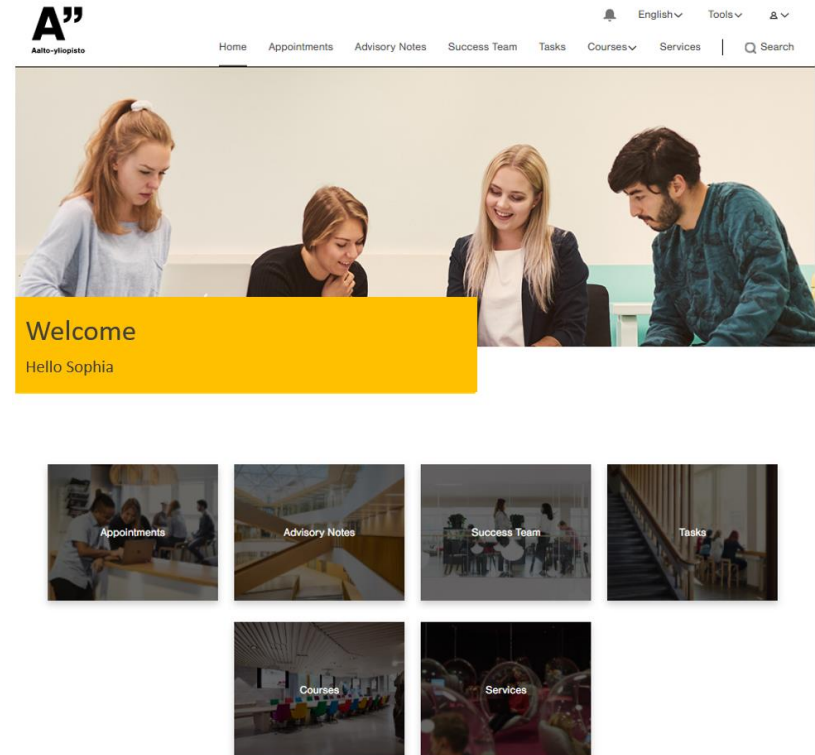 A”
Aalto-yliopisto
English Tools
Home Appointments Advisory Notes Success Team Tasks Courses Services Search
Welcome
Hello Sophia
Appointments Advisory Notes Success Team Tasks
Courses Services